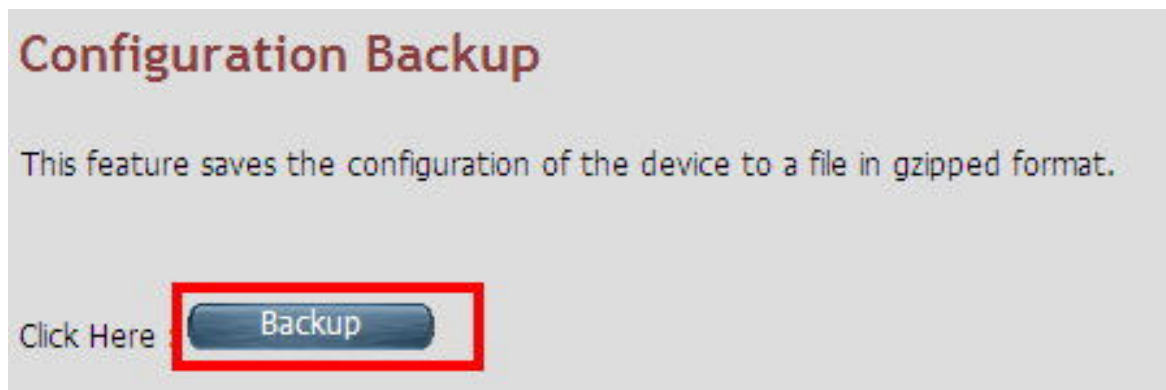 Configuration Backup
This feature saves the configuration of the device to a file in gzipped format.
Click Here : Backup